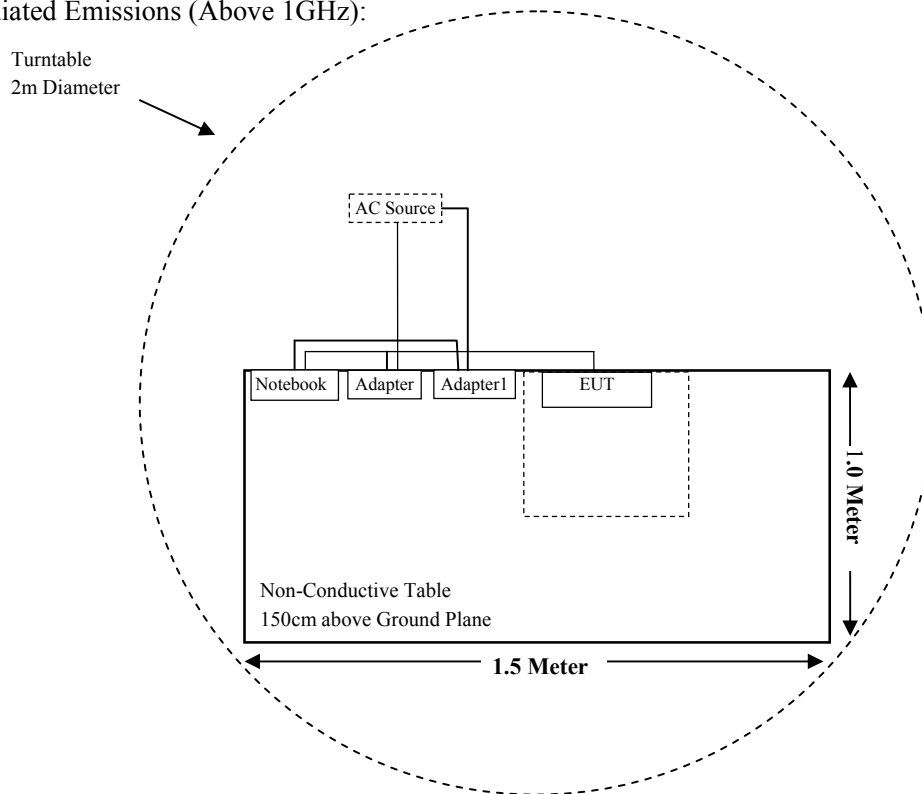 diated Emissions (Above 1GHz):
Turntable
2m Diameter
AC Source
Notebook
Adapter
Adapter1
EUT
1.0 Meter
Non-Conductive Table
150cm above Ground Plane
1.5 Meter